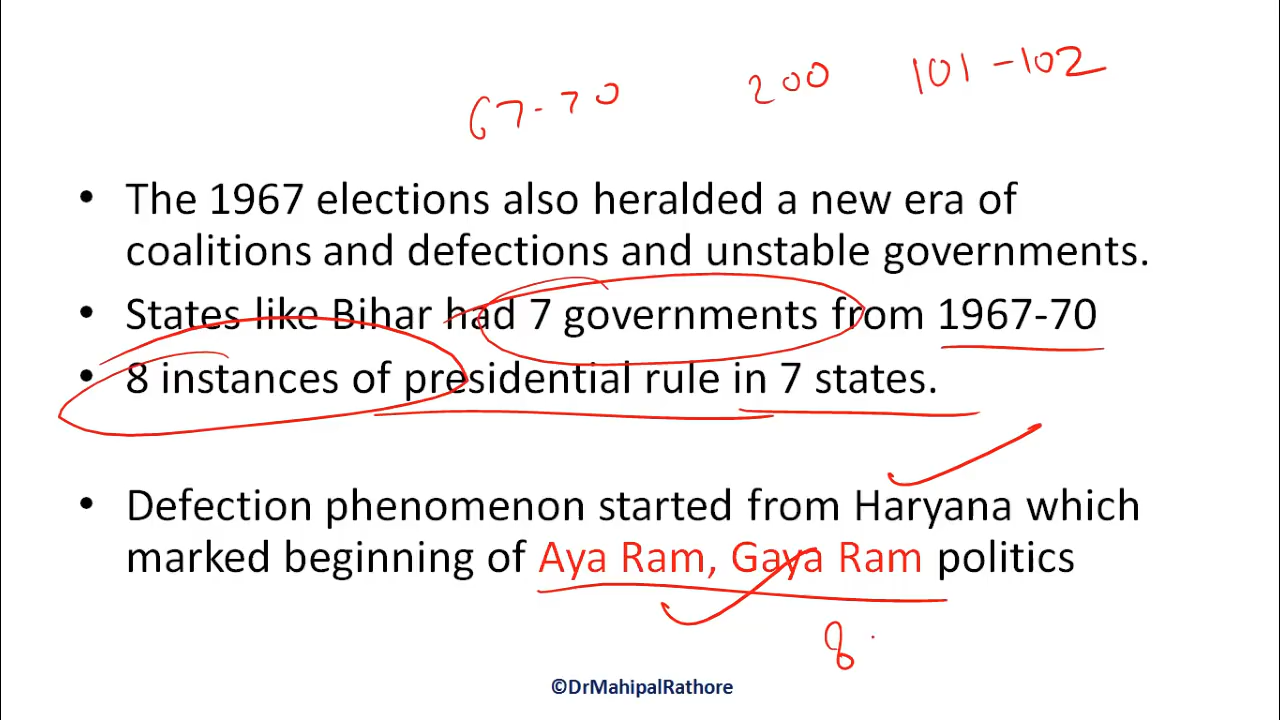 67-70 200 101-102
• The 1967 elections also heralded a new era of
coalitions and defections and unstable governments.
• States like Bihar had 7 governments from 1967-70
• 8 instances of presidential rule in 7 states.
• Defection phenomenon started from Haryana which
marked beginning of Aya Ram, Gaya Ram politics
8
©DrMahipalRathore